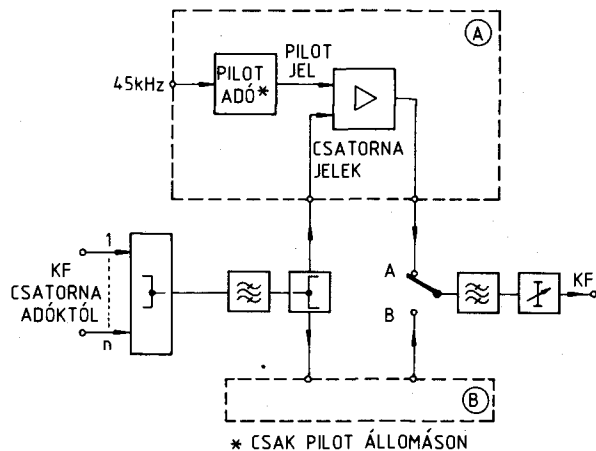 A
45kHz
PILOT
ADÓ*
PILOT
JEL
CSATORNA
JELEK
1
KF
CSATORNA
ADÓKTÓL
n
A
B
KF
B
* CSAK PILOT ÁLLOMÁSON